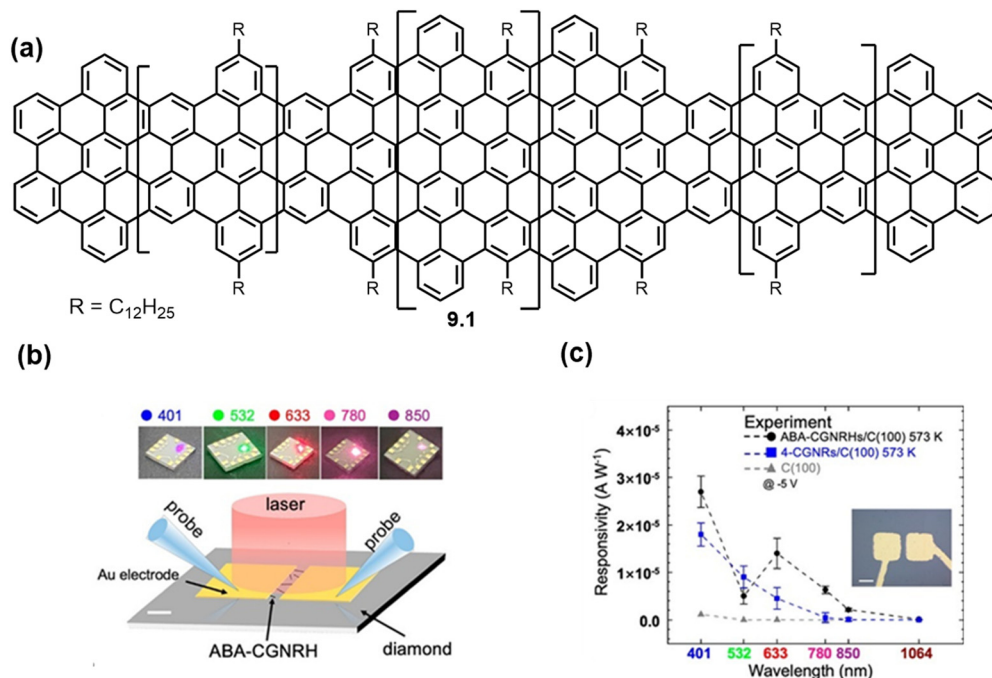 (a)
R R R R R
R R R R R
R = C₁₂H₂₅
9.1
(b)
401 532 633 780 850
laser
probe
probe
Au electrode
ABA-CGNRH
diamond
(c)
Experiment
ABA-CGNRHs/C(100) 573 K
4-CGNRs/C(100) 573 K
C(100)
@ -5 V
Responsivity (A W⁻¹)
4×10⁻⁵
3×10⁻⁵
2×10⁻⁵
1×10⁻⁵
0.0
401 532 633 780 850 1064
Wavelength (nm)